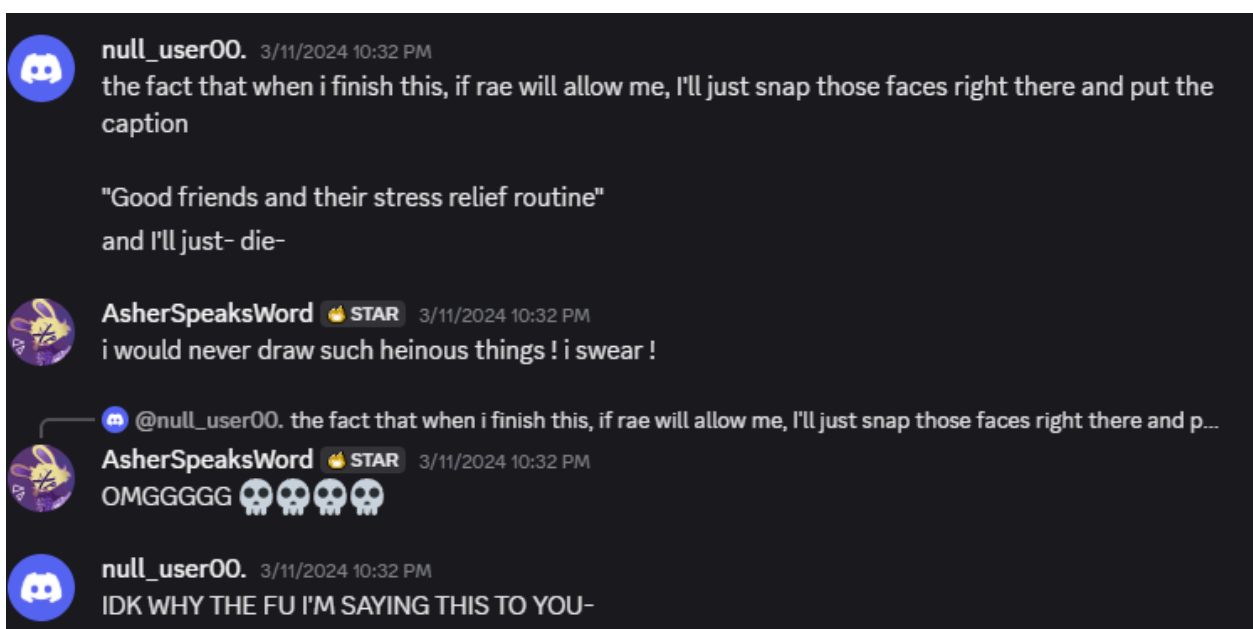 null_user00. 3/11/2024 10:32 PM
the fact that when i finish this, if rae will allow me, I'll just snap those faces right there and put the
caption
"Good friends and their stress relief routine"
and I'll just- die-
AsherSpeaksWord STAR 3/11/2024 10:32 PM
i would never draw such heinous things ! i swear !
@null_user00. the fact that when i finish this, if rae will allow me, I'll just snap those faces right there and p...
AsherSpeaksWord STAR 3/11/2024 10:32 PM
OMGGGGG 💀💀💀💀
null_user00. 3/11/2024 10:32 PM
IDK WHY THE FU I'M SAYING THIS TO YOU-